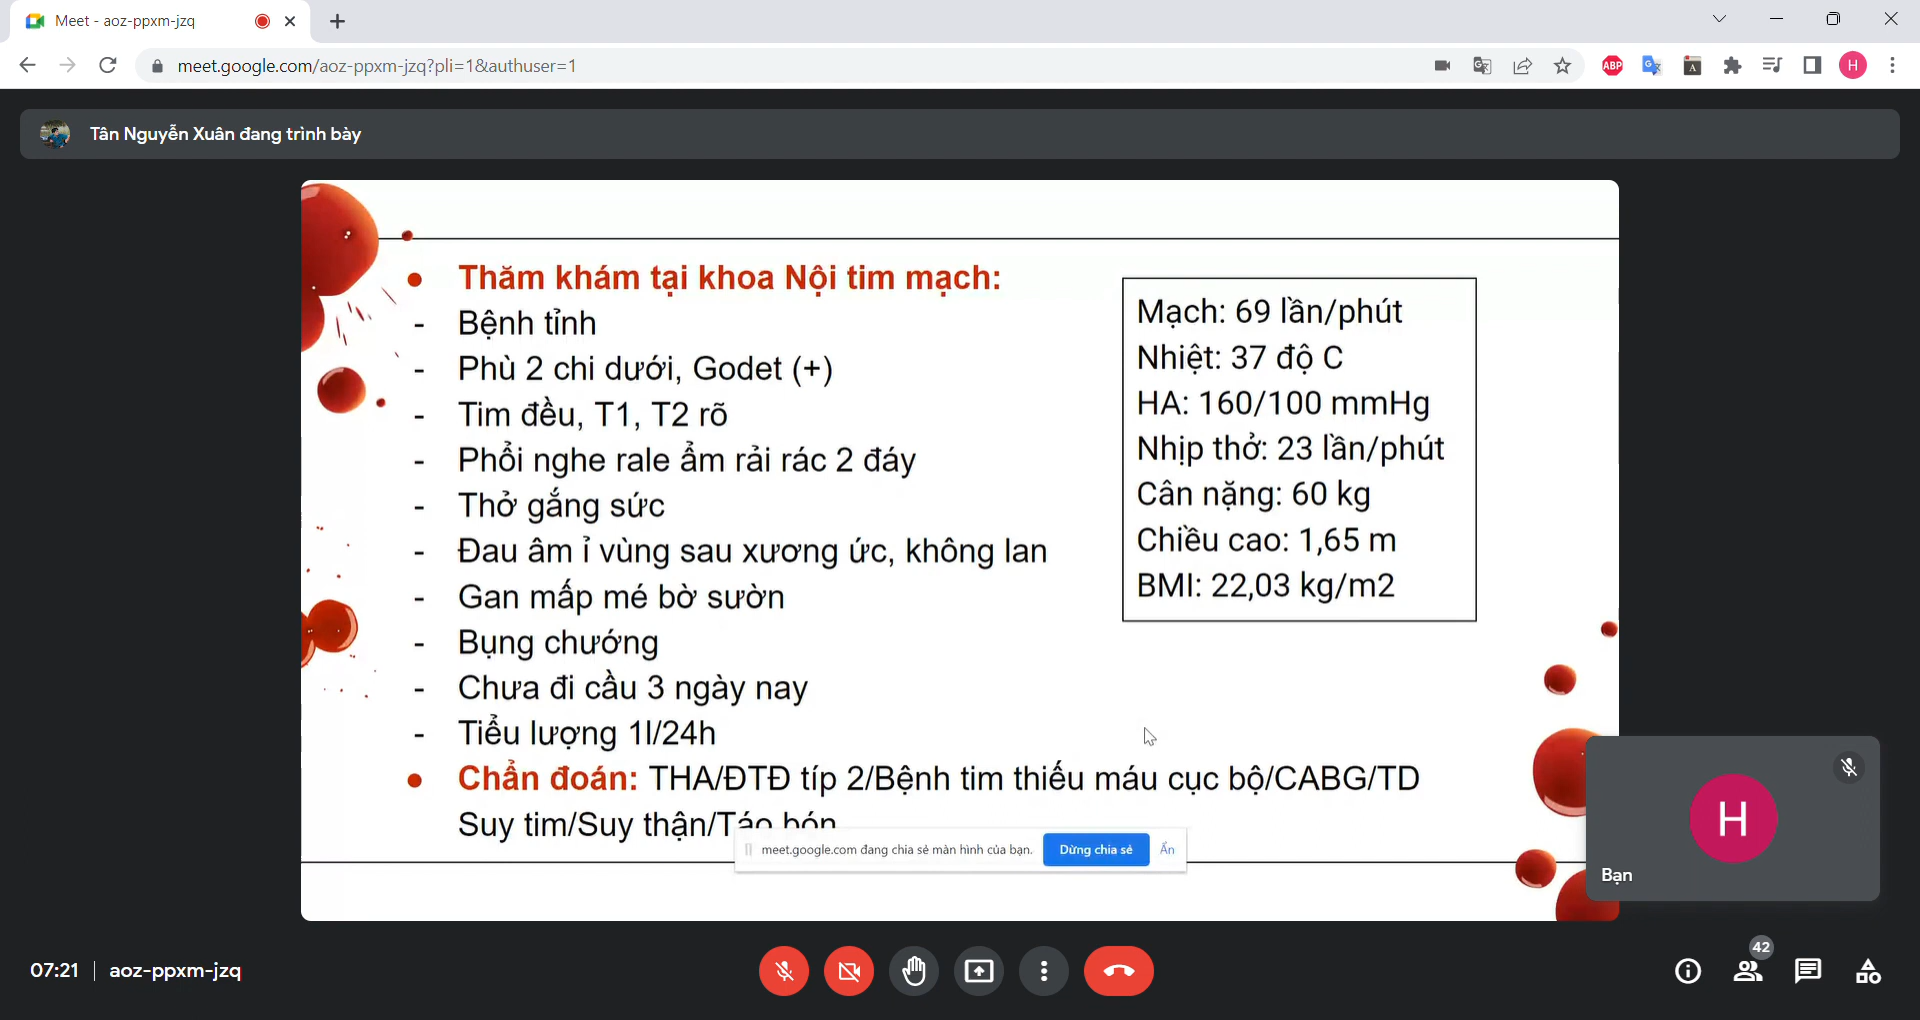 Meet - aoz-ppxm-jzq
meet.google.com/aoz-ppxm-jzq?pli=1&authuser=1
ABP
H
Tân Nguyễn Xuân đang trình bày
Thăm khám tại khoa Nội tim mạch:
- Bệnh tỉnh
- Phù 2 chi dưới, Godet (+)
- Tim đều, T1, T2 rõ
- Phổi nghe rale ẩm rải rác 2 đáy
- Thở gắng sức
- Đau âm ỉ vùng sau xương ức, không lan
- Gan mấp mé bờ sườn
- Bụng chướng
- Chưa đi cầu 3 ngày nay
- Tiểu lượng 1l/24h
Chẩn đoán: THA/ĐTĐ típ 2/Bệnh tim thiếu máu cục bộ/CABG/TD
Suy tim/Suy thận/Táo bón
Mạch: 69 lần/phút
Nhiệt: 37 độ C
HA: 160/100 mmHg
Nhịp thở: 23 lần/phút
Cân nặng: 60 kg
Chiều cao: 1,65 m
BMI: 22,03 kg/m2
meet.google.com đang chia sẻ màn hình của bạn.
Dừng chia sẻ
Ẩn
H
Bạn
07:21
aoz-ppxm-jzq
42